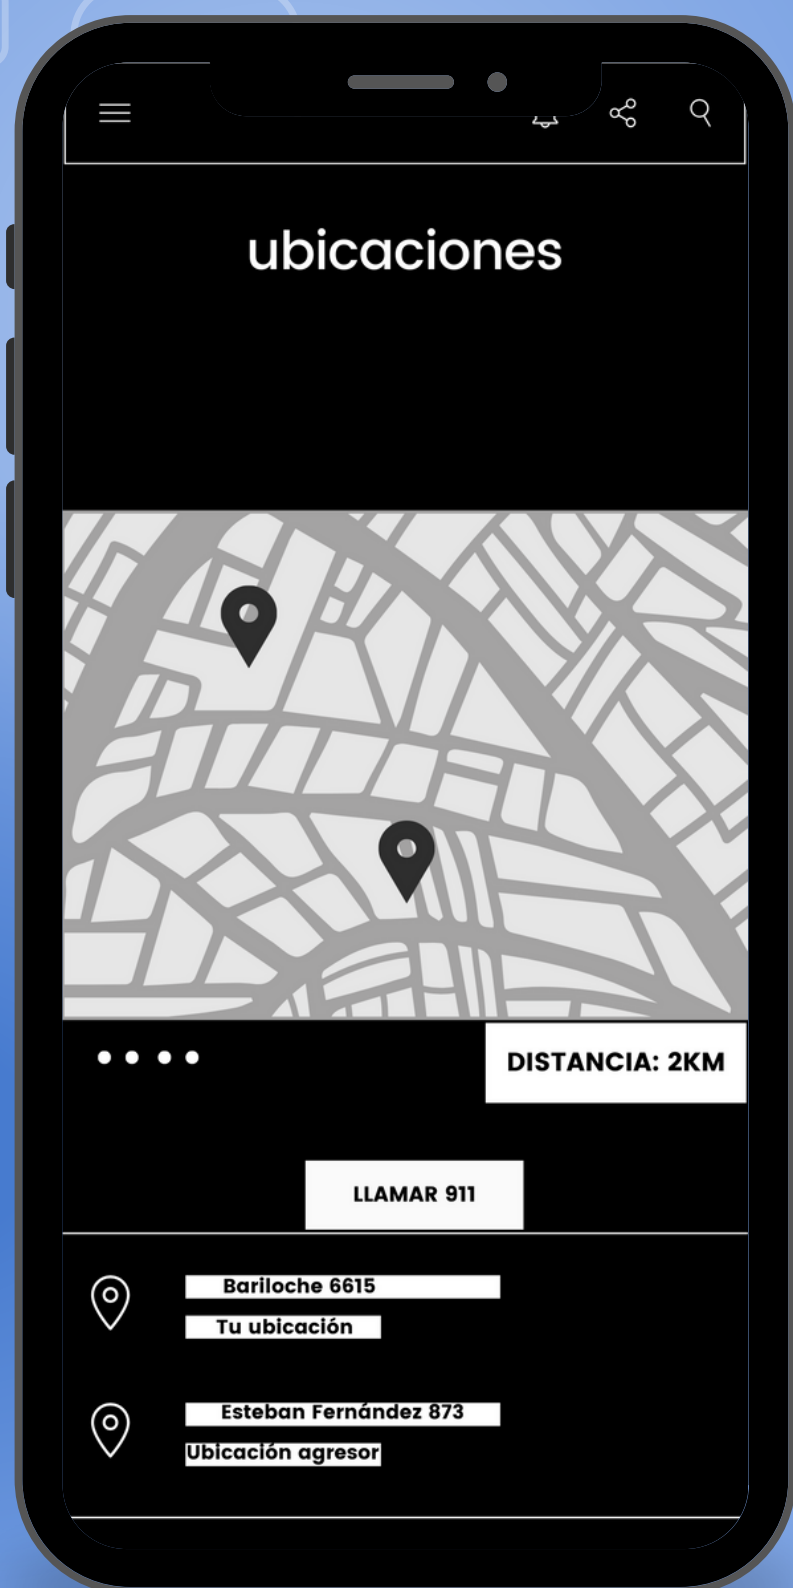 ubicaciones
DISTANCIA: 2KM
LLAMAR 911
Bariloche 6615
Tu ubicación
Esteban Fernández 873
Ubicación agresor